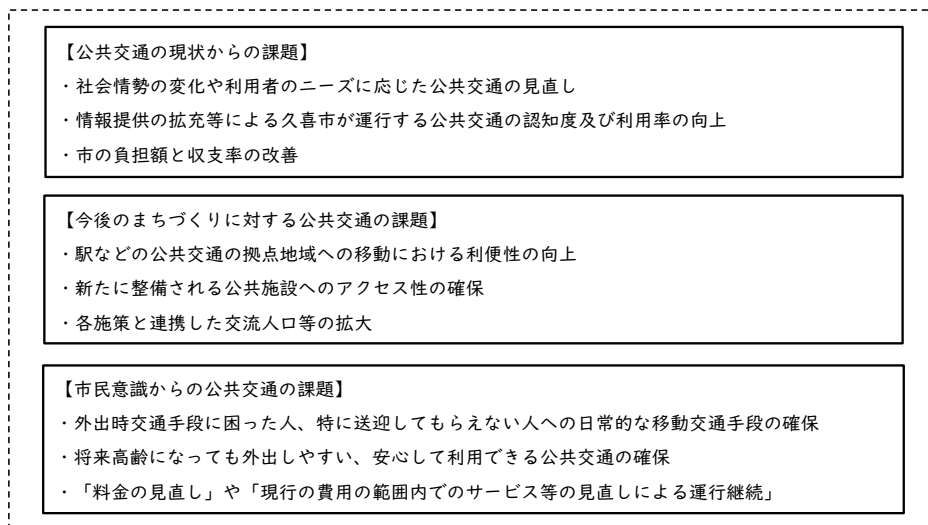 【公共交通の現状からの課題】
・社会情勢の変化や利用者のニーズに応じた公共交通の見直し
・情報提供の拡充等による久喜市が運行する公共交通の認知度及び利用率の向上
・市の負担額と収支率の改善
【今後のまちづくりに対する公共交通の課題】
・駅などの公共交通の拠点地域への移動における利便性の向上
・新たに整備される公共施設へのアクセス性の確保
・各施策と連携した交流人口等の拡大
【市民意識からの公共交通の課題】
・外出時交通手段に困った人、特に送迎してもらえない人への日常的な移動交通手段の確保
・将来高齢になっても外出しやすい、安心して利用できる公共交通の確保
・「料金の見直し」や「現行の費用の範囲内でのサービス等の見直しによる運行継続」